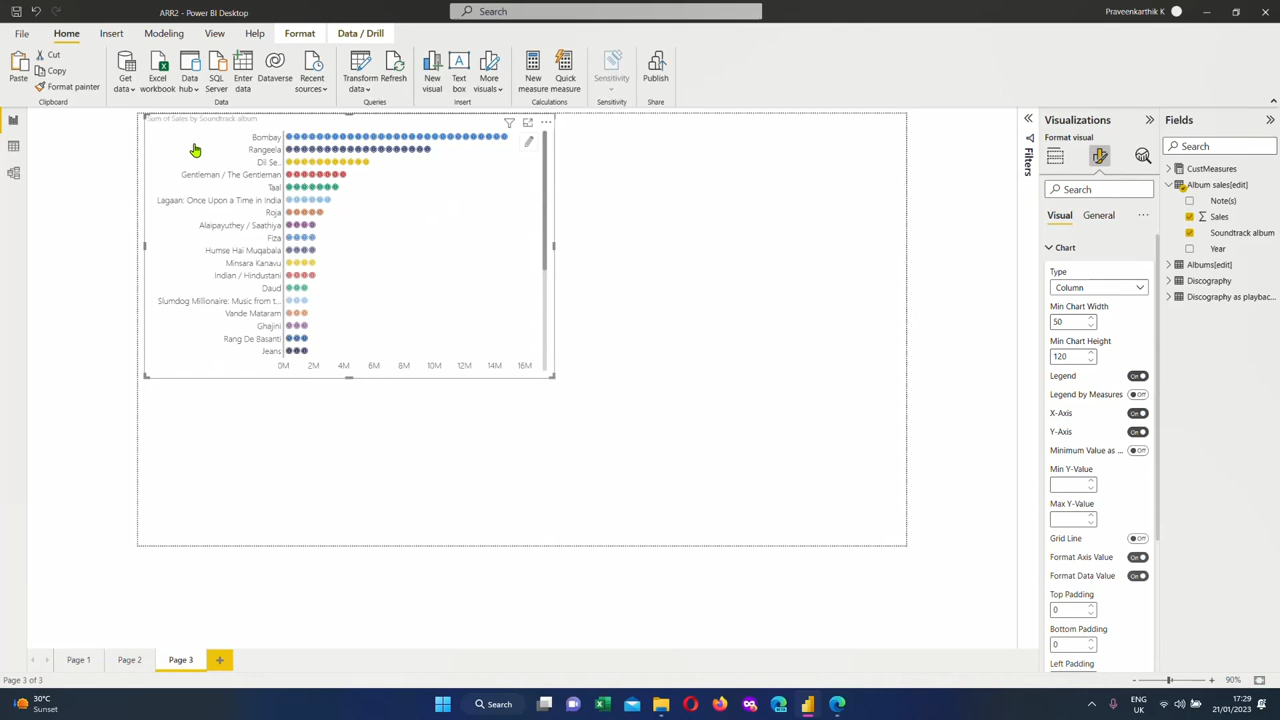 ARR2 - Power BI Desktop
Search
Praveenkarthik K
File Home Insert Modeling View Help Format Data / Drill
Paste
Cut
Copy
Format painter
Clipboard
Get data
Excel workbook
Data hub
SQL Server
Enter data
Dataverse
Recent sources
Data
Transform data
Refresh
Queries
New visual
Text box
More visuals
Insert
New measure
Quick measure
Calculations
Sensitivity
Sensitivity
Publish
Share
Sum of Sales by Soundtrack album
Bombay
Rangeela
Dil Se..
Gentleman / The Gentleman
Taal
Lagaan: Once Upon a Time in India
Roja
Alaipayuthey / Saathiya
Fiza
Humse Hai Muqabala
Minsara Kanavu
Indian / Hindustani
Daud
Slumdog Millionaire: Music from t...
Vande Mataram
Ghajini
Rang De Basanti
Jeans
0M 2M 4M 6M 8M 10M 12M 14M 16M
Filters
Visualizations
Format visual
Search
Visual General
Chart
Type
Column
Min Chart Width
50
Min Chart Height
120
Legend On
Legend by Measures Off
X-Axis On
Y-Axis On
Minimum Value as ... Off
Min Y-Value
Max Y-Value
Grid Line Off
Format Axis Value On
Format Data Value On
Top Padding
0
Bottom Padding
0
Left Padding
Fields
Search
CustMeasures
Album sales[edit]
Note(s)
Sales
Soundtrack album
Year
Albums[edit]
Discography
Discography as playbac...
Page 1 Page 2 Page 3
Page 3 of 3
90%
30°C
Sunset
Search
ENG
UK
17:29
21/01/2023